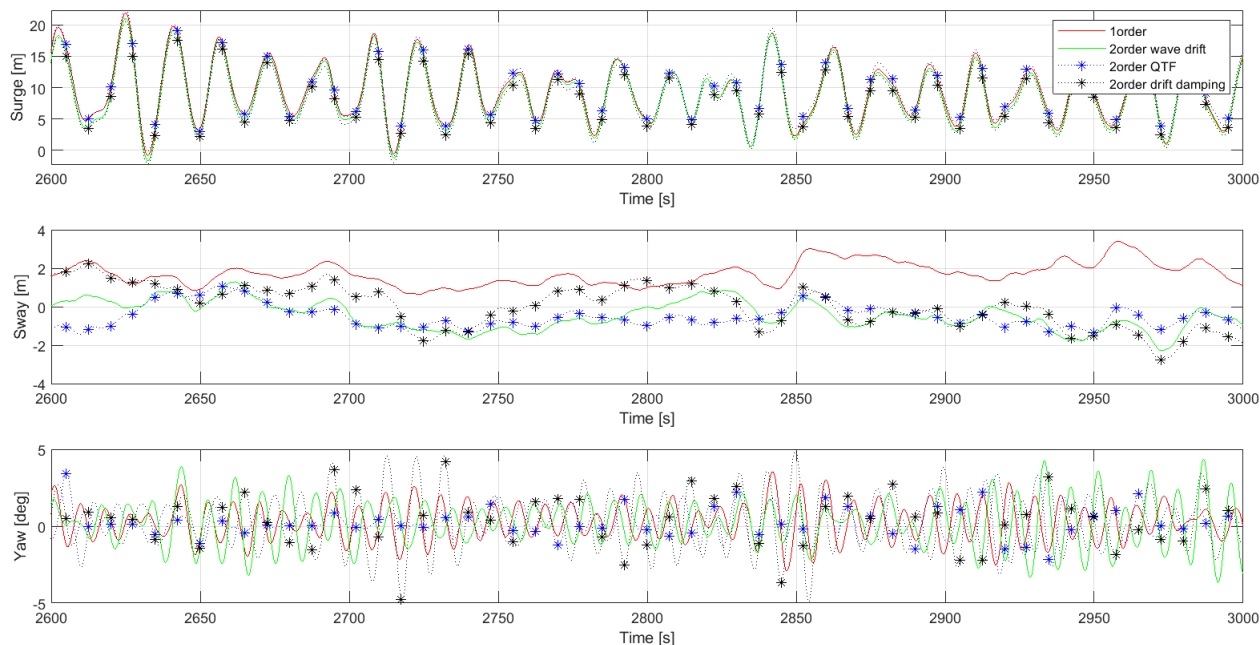 Surge [m]
20
15
10
5
0
2600 2650 2700 2750 2800 2850 2900 2950 3000
Time [s]
1order
2order wave drift
2order QTF
2order drift damping
Sway [m]
4
2
0
-2
-4
2600 2650 2700 2750 2800 2850 2900 2950 3000
Time [s]
Yaw [deg]
5
0
-5
2600 2650 2700 2750 2800 2850 2900 2950 3000
Time [s]